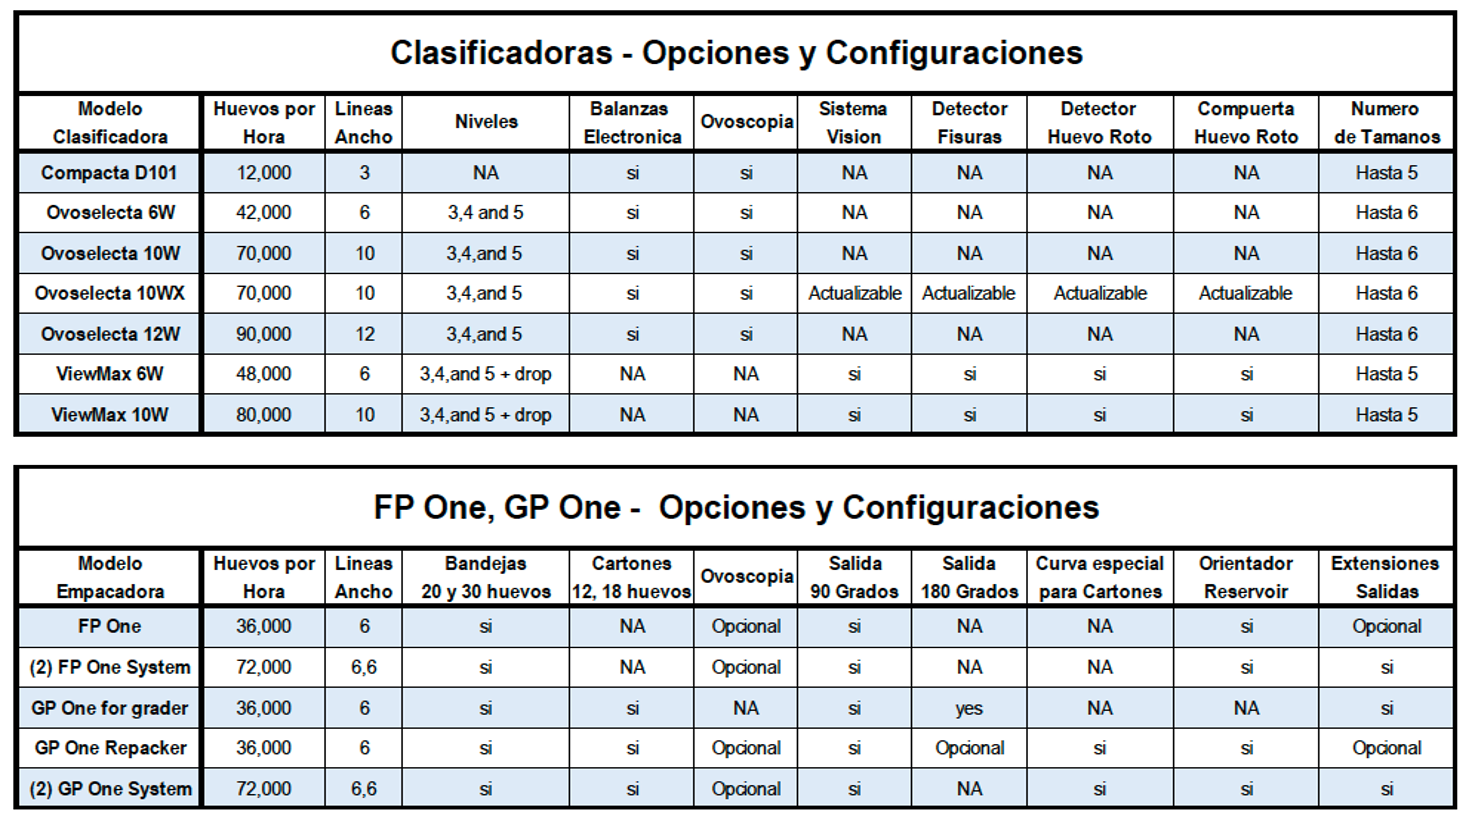 Clasificadoras - Opciones y Configuraciones
Modelo Clasificadora Huevos por Hora Lineas Ancho Niveles Balanzas Electronica Ovoscopia Sistema Vision Detector Fisuras Detector Huevo Roto Compuerta Huevo Roto Numero de Tamanos
Compacta D101 12,000 3 NA si si NA NA NA NA Hasta 5
Ovoselecta 6W 42,000 6 3,4 and 5 si si NA NA NA NA Hasta 6
Ovoselecta 10W 70,000 10 3,4,and 5 si si NA NA NA NA Hasta 6
Ovoselecta 10WX 70,000 10 3,4,and 5 si si Actualizable Actualizable Actualizable Actualizable Hasta 6
Ovoselecta 12W 90,000 12 3,4,and 5 si si NA NA NA NA Hasta 6
ViewMax 6W 48,000 6 3,4,and 5 + drop NA NA si si si si Hasta 5
ViewMax 10W 80,000 10 3,4,and 5 + drop NA NA si si si si Hasta 5
FP One, GP One - Opciones y Configuraciones
Modelo Empacadora Huevos por Hora Lineas Ancho Bandejas 20 y 30 huevos Cartones 12, 18 huevos Ovoscopia Salida 90 Grados Salida 180 Grados Curva especial para Cartones Orientador Reservoir Extensiones Salidas
FP One 36,000 6 si NA Opcional si NA NA si Opcional
(2) FP One System 72,000 6,6 si NA Opcional si NA NA si si
GP One for grader 36,000 6 si si NA si yes NA NA si
GP One Repacker 36,000 6 si si Opcional si Opcional si si Opcional
(2) GP One System 72,000 6,6 si si Opcional si NA si si si